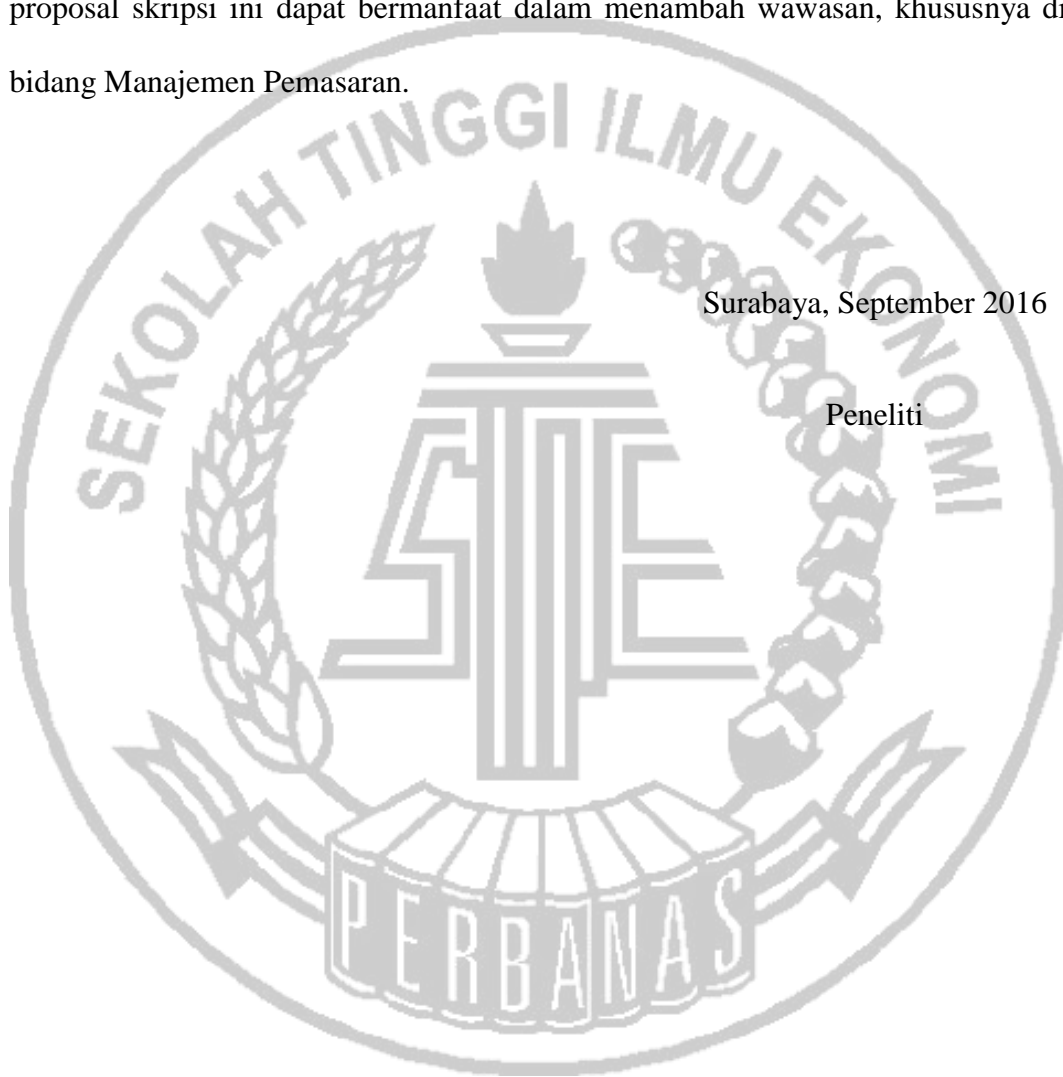 proposal skripsi ini dapat bermanfaat dalam menambah wawasan, khususnya di
bidang Manajemen Pemasaran.
SEKOLAH TINGGI ILMU EKONOMI
Surabaya, September 2016
Peneliti
STIE
PERBANAS